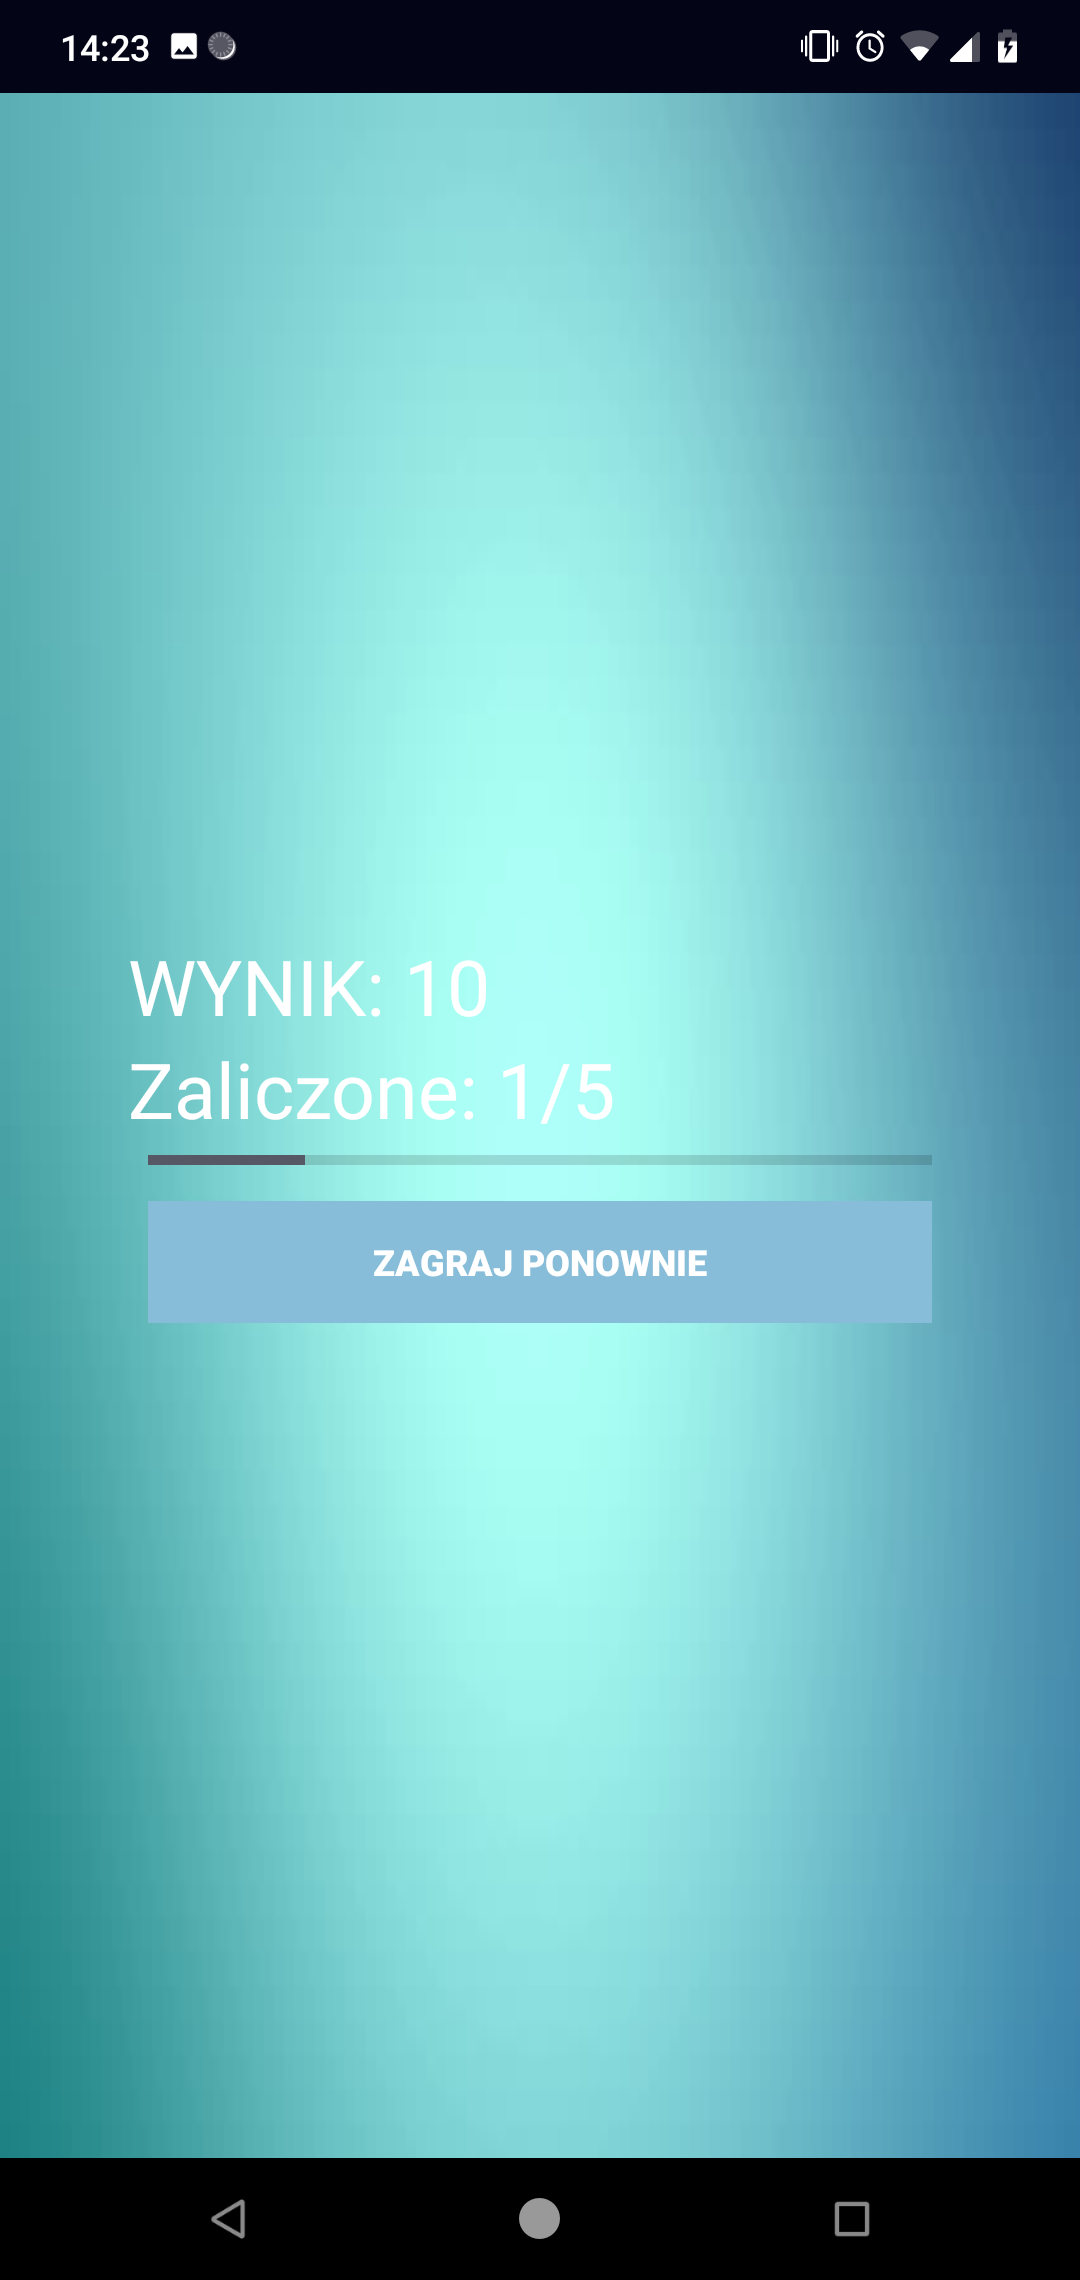 14:23
WYNIK: 10
Zaliczone: 1/5
ZAGRAJ PONOWNIE